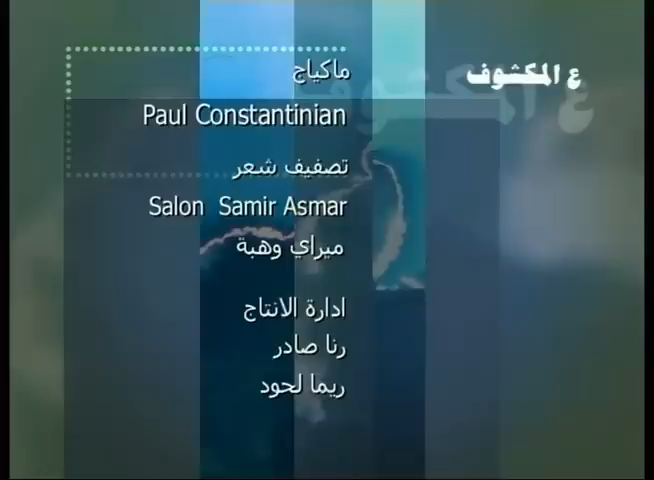 ع المكشوف
ماكياج
Paul Constantinian
تصفيف شعر
Salon Samir Asmar
ميراي وهبة
ادارة الانتاج
رنا صادر
ريما لحود